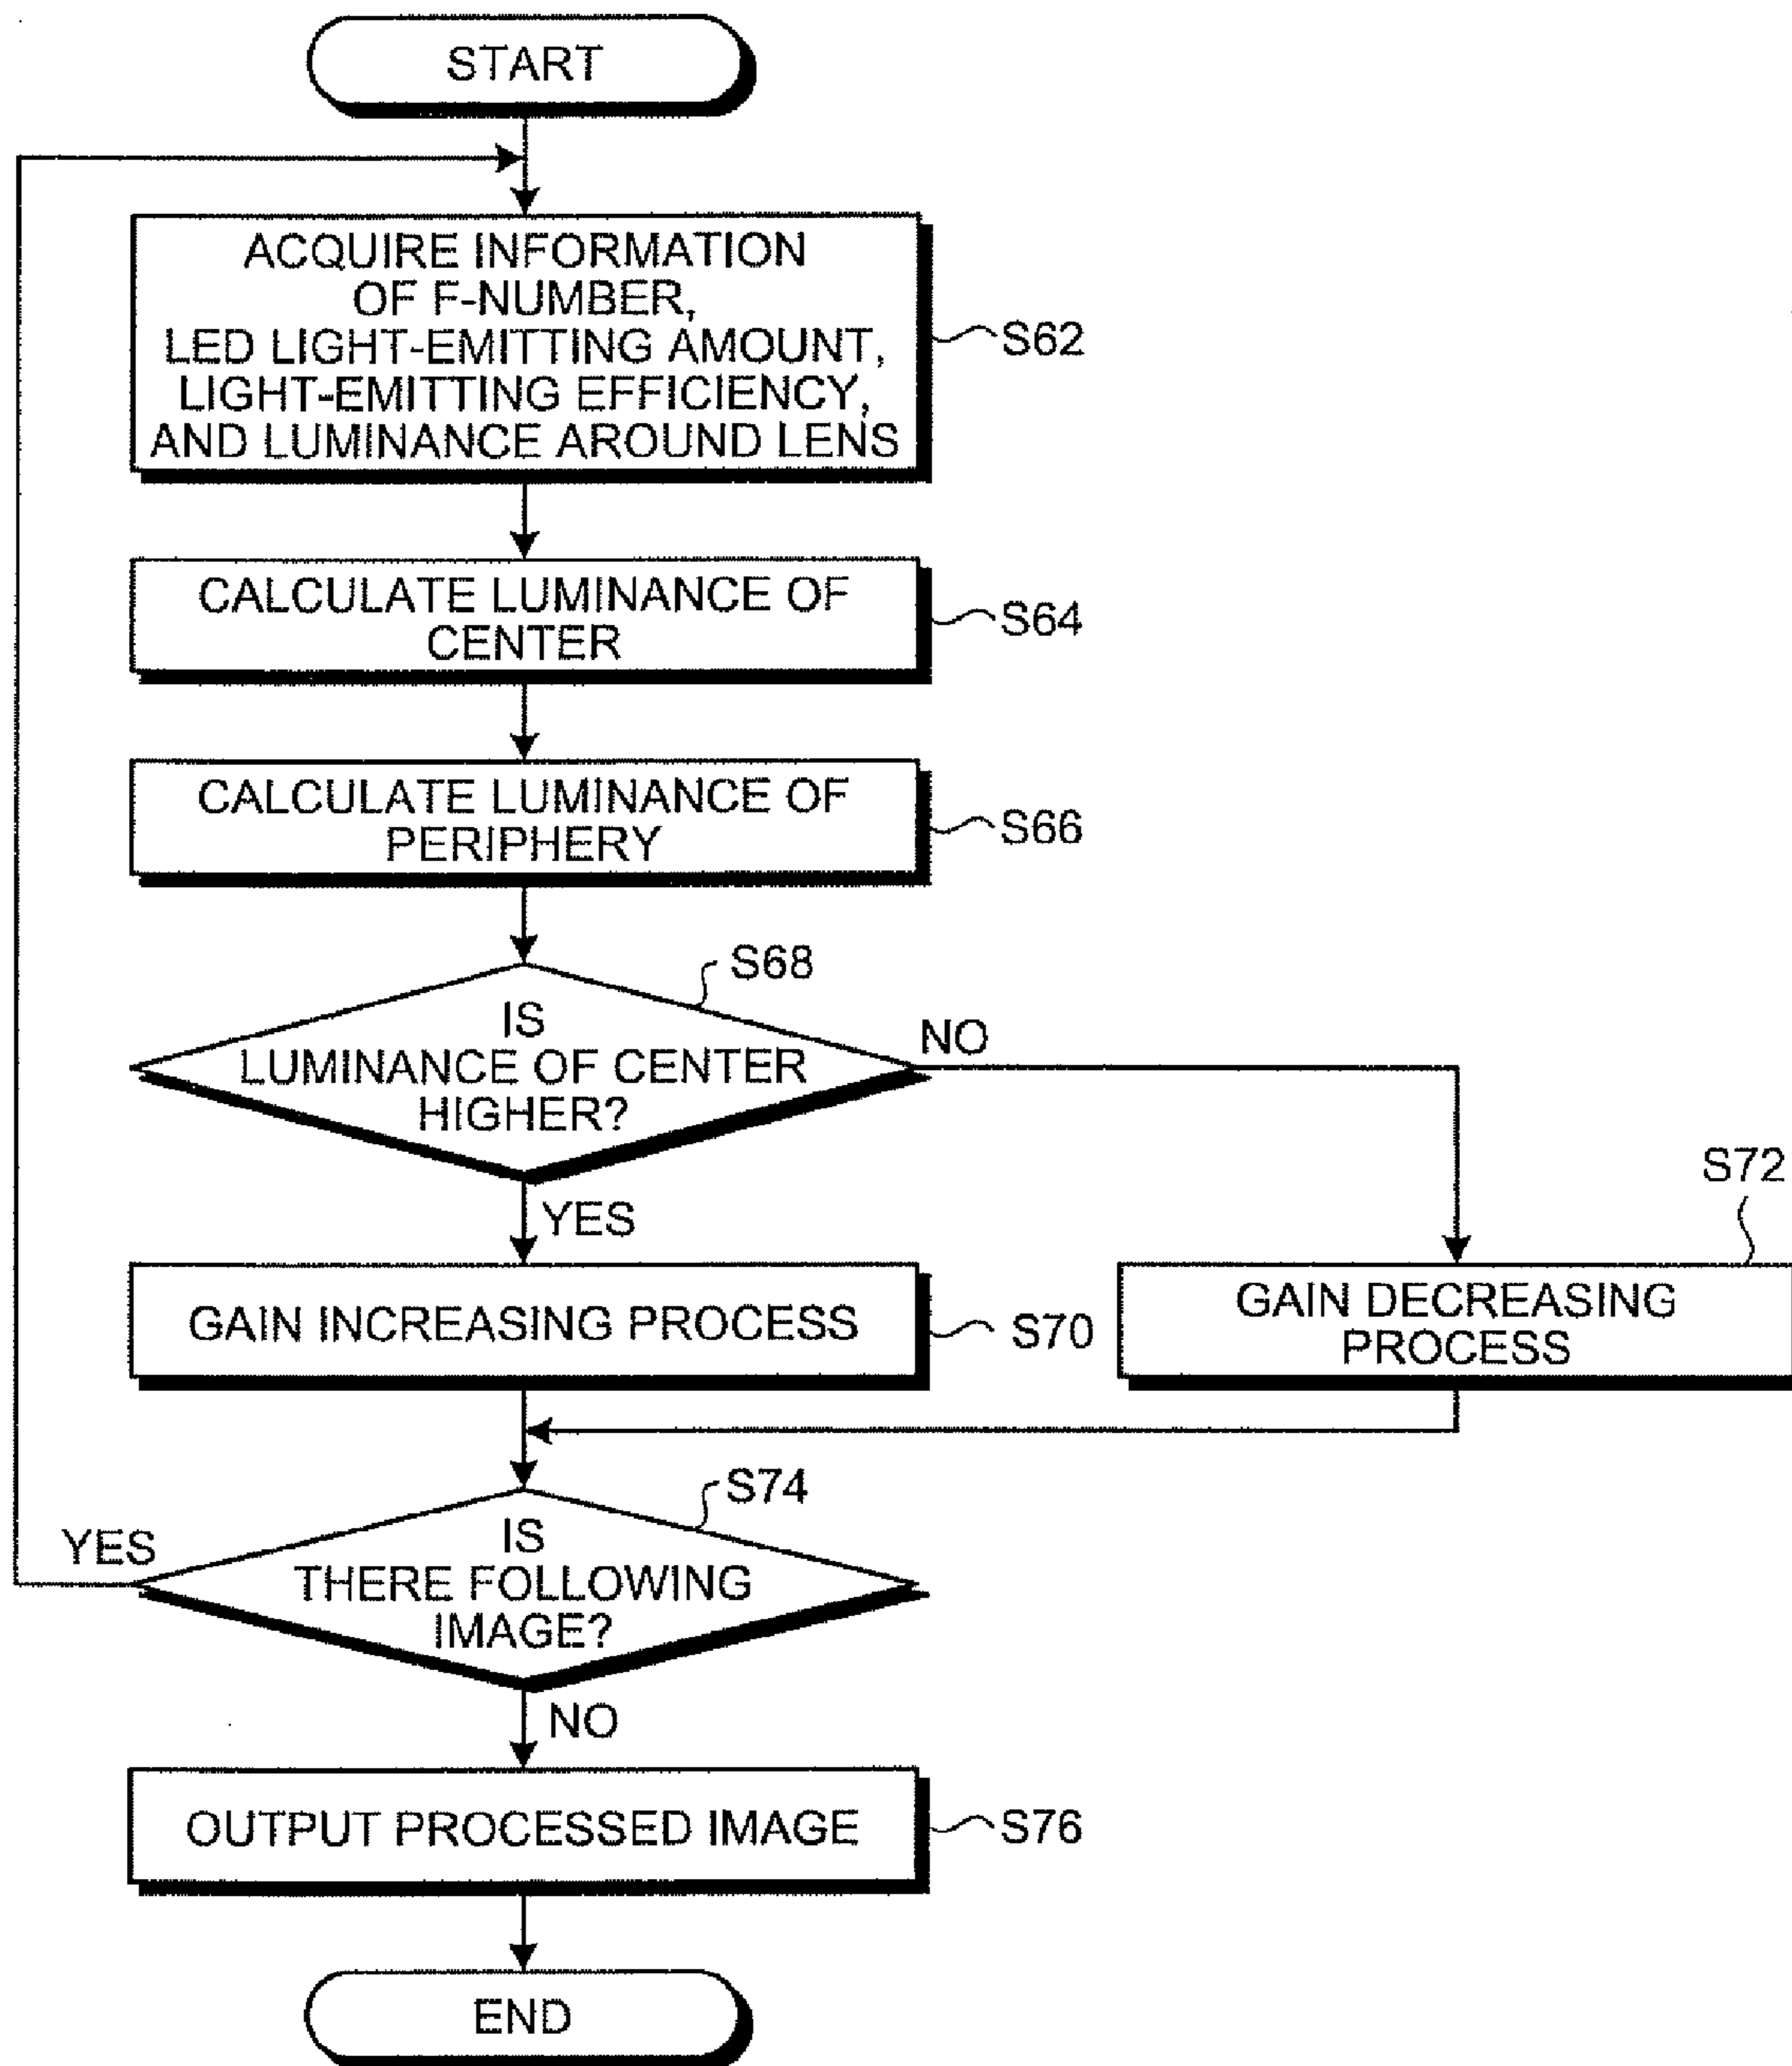 START
ACQUIRE INFORMATION
OF F-NUMBER,
LED LIGHT-EMITTING AMOUNT,
LIGHT-EMITTING EFFICIENCY,
AND LUMINANCE AROUND LENS
S62
CALCULATE LUMINANCE OF
CENTER
S64
CALCULATE LUMINANCE OF
PERIPHERY
S66
S68
IS
LUMINANCE OF CENTER
HIGHER?
NO
YES
S72
GAIN INCREASING PROCESS
S70
GAIN DECREASING
PROCESS
S74
YES
IS
THERE FOLLOWING
IMAGE?
NO
OUTPUT PROCESSED IMAGE
S76
END